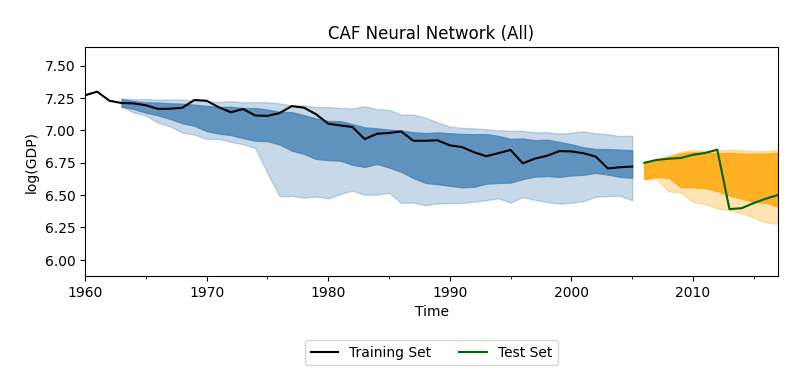 CAF Neural Network (All)
log(GDP)
7.50
7.25
7.00
6.75
6.50
6.25
6.00
1960 1970 1980 1990 2000 2010
Time
Training Set Test Set